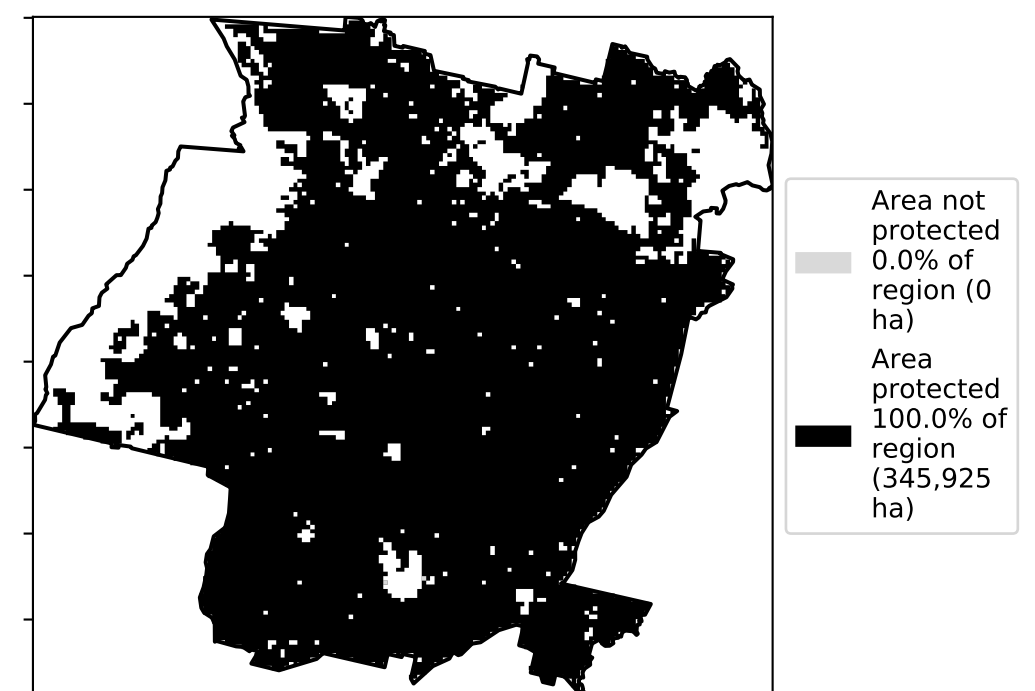 Area not
protected
0.0% of
region (0
ha)
Area
protected
100.0% of
region
(345,925
ha)